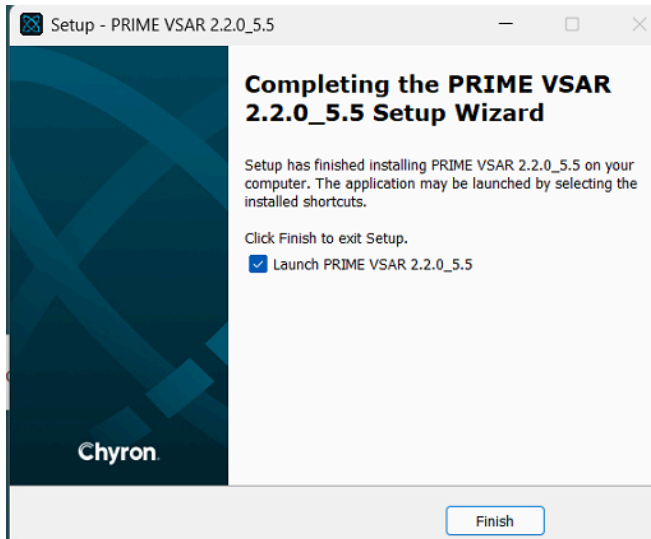 Setup - PRIME VSAR 2.2.0_5.5
Completing the PRIME VSAR
2.2.0_5.5 Setup Wizard
Setup has finished installing PRIME VSAR 2.2.0_5.5 on your
computer. The application may be launched by selecting the
installed shortcuts.
Click Finish to exit Setup.
Launch PRIME VSAR 2.2.0_5.5
Chyron
Finish